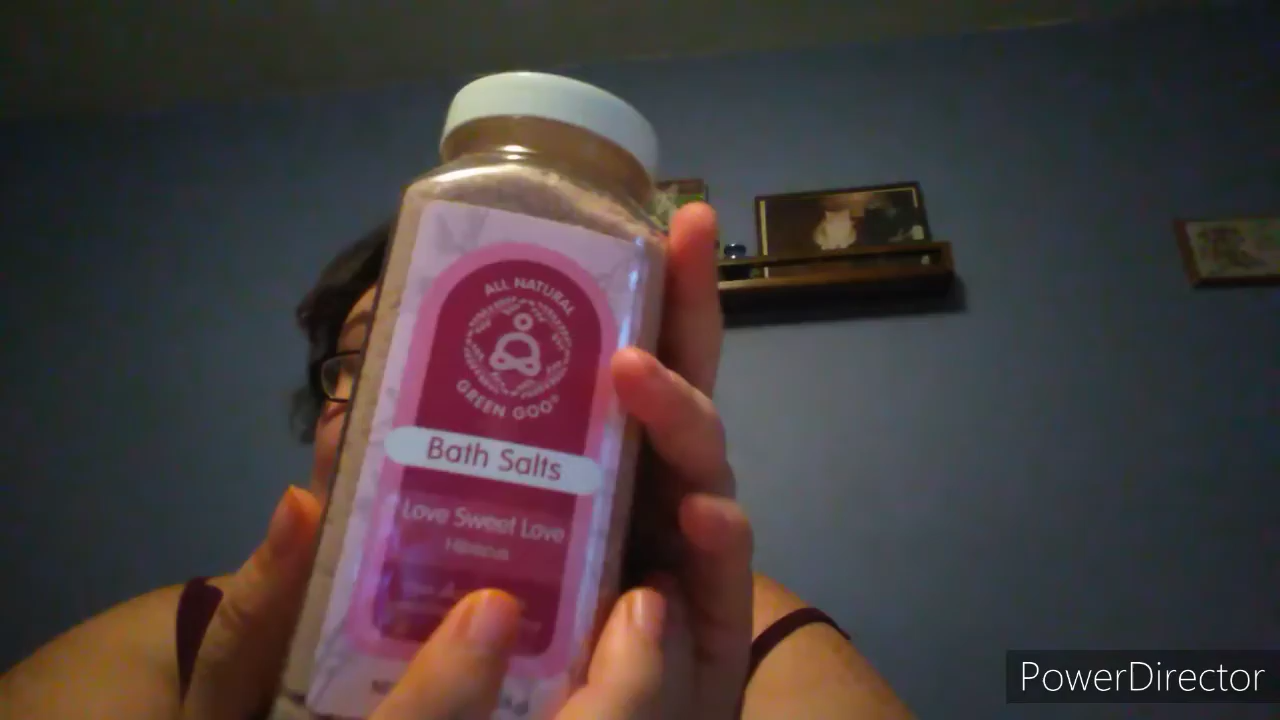 ALL NATURAL
GREEN GOO®
Bath Salts
Love Sweet Love
Hibiscus
PowerDirector